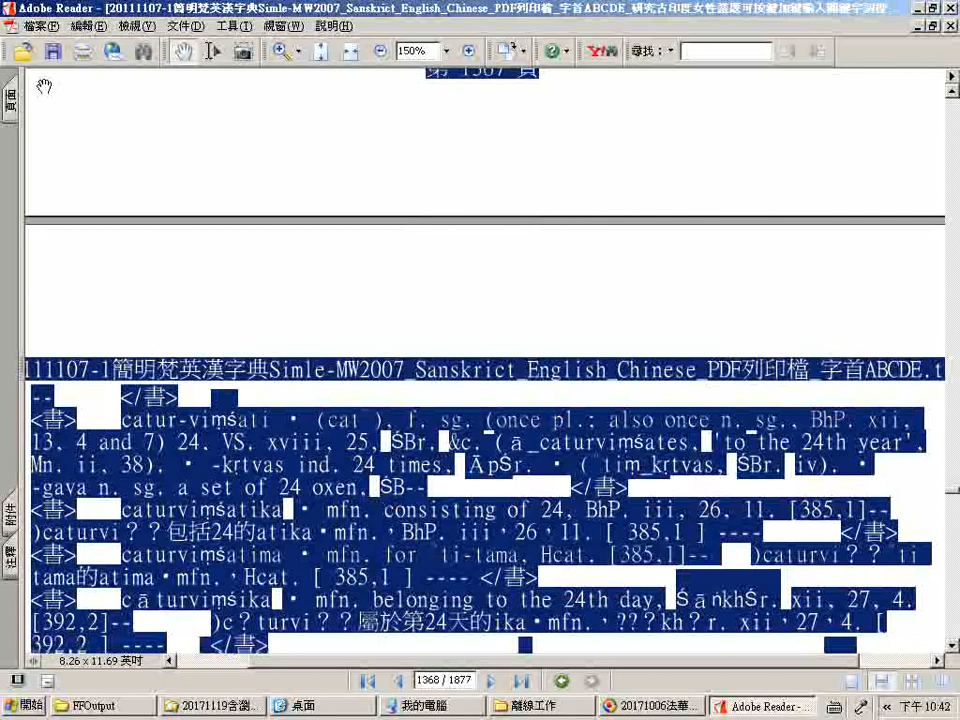 Adobe Reader - [20111107-1簡明梵英漢字典Simle-MW2007_Sanskrict_English_Chinese_PDF列印檔_字首ABCDE_研究古印度女性
檔案(F) 編輯(E) 檢視(V) 文件(D) 工具(T) 視窗(W) 說明(H)
150% 尋找:
頁面
第 1367 頁
111107-1簡明梵英漢字典Simle-MW2007_Sanskrict_English_Chinese_PDF列印檔_字首ABCDE.t
-- </書>
<書> catur-viṃśati ‧ (cat ), f. sg. (once pl.; also once n. sg., BhP. xii,
13, 4 and 7) 24, VS. xviii, 25, ŚBr. &c. (ā_caturviṃśates, 'to the 24th year',
Mn. ii, 38). ‧ -kṛtvas ind. 24 times, ĀpŚr. ‧ ( tiṃ_kṛtvas, ŚBr. iv). ‧
-gava n. sg. a set of 24 oxen, ŚB-- </書>
<書> caturviṃśatika ‧ mfn. consisting of 24, BhP. iii, 26, 11. [385,1]--
)caturvi？？包括24的atika‧mfn.，BhP. iii，26，11. [ 385,1 ] ---- </書>
<書> caturviṃśatima ‧ mfn. for ti-tama, Hcat. [385,1]-- )caturvi？？ ti
tama的atima‧mfn.，Hcat. [ 385,1 ] ---- </書>
<書> cāturviṃśika ‧ mfn. belonging to the 24th day, ŚāṅkhŚr. xii, 27, 4.
[392,2]-- )c？turvi？？屬於第24天的ika‧mfn.，???kh？r. xii，27，4. [
392,2 ] ---- </書>
附件
注釋
8.26 x 11.69 英吋
1368 / 1877
開始 FFOutput 20171119含瀏... 桌面 我的電腦 離線工作 20171006法華... Adobe Reader - ... 下午 10:42